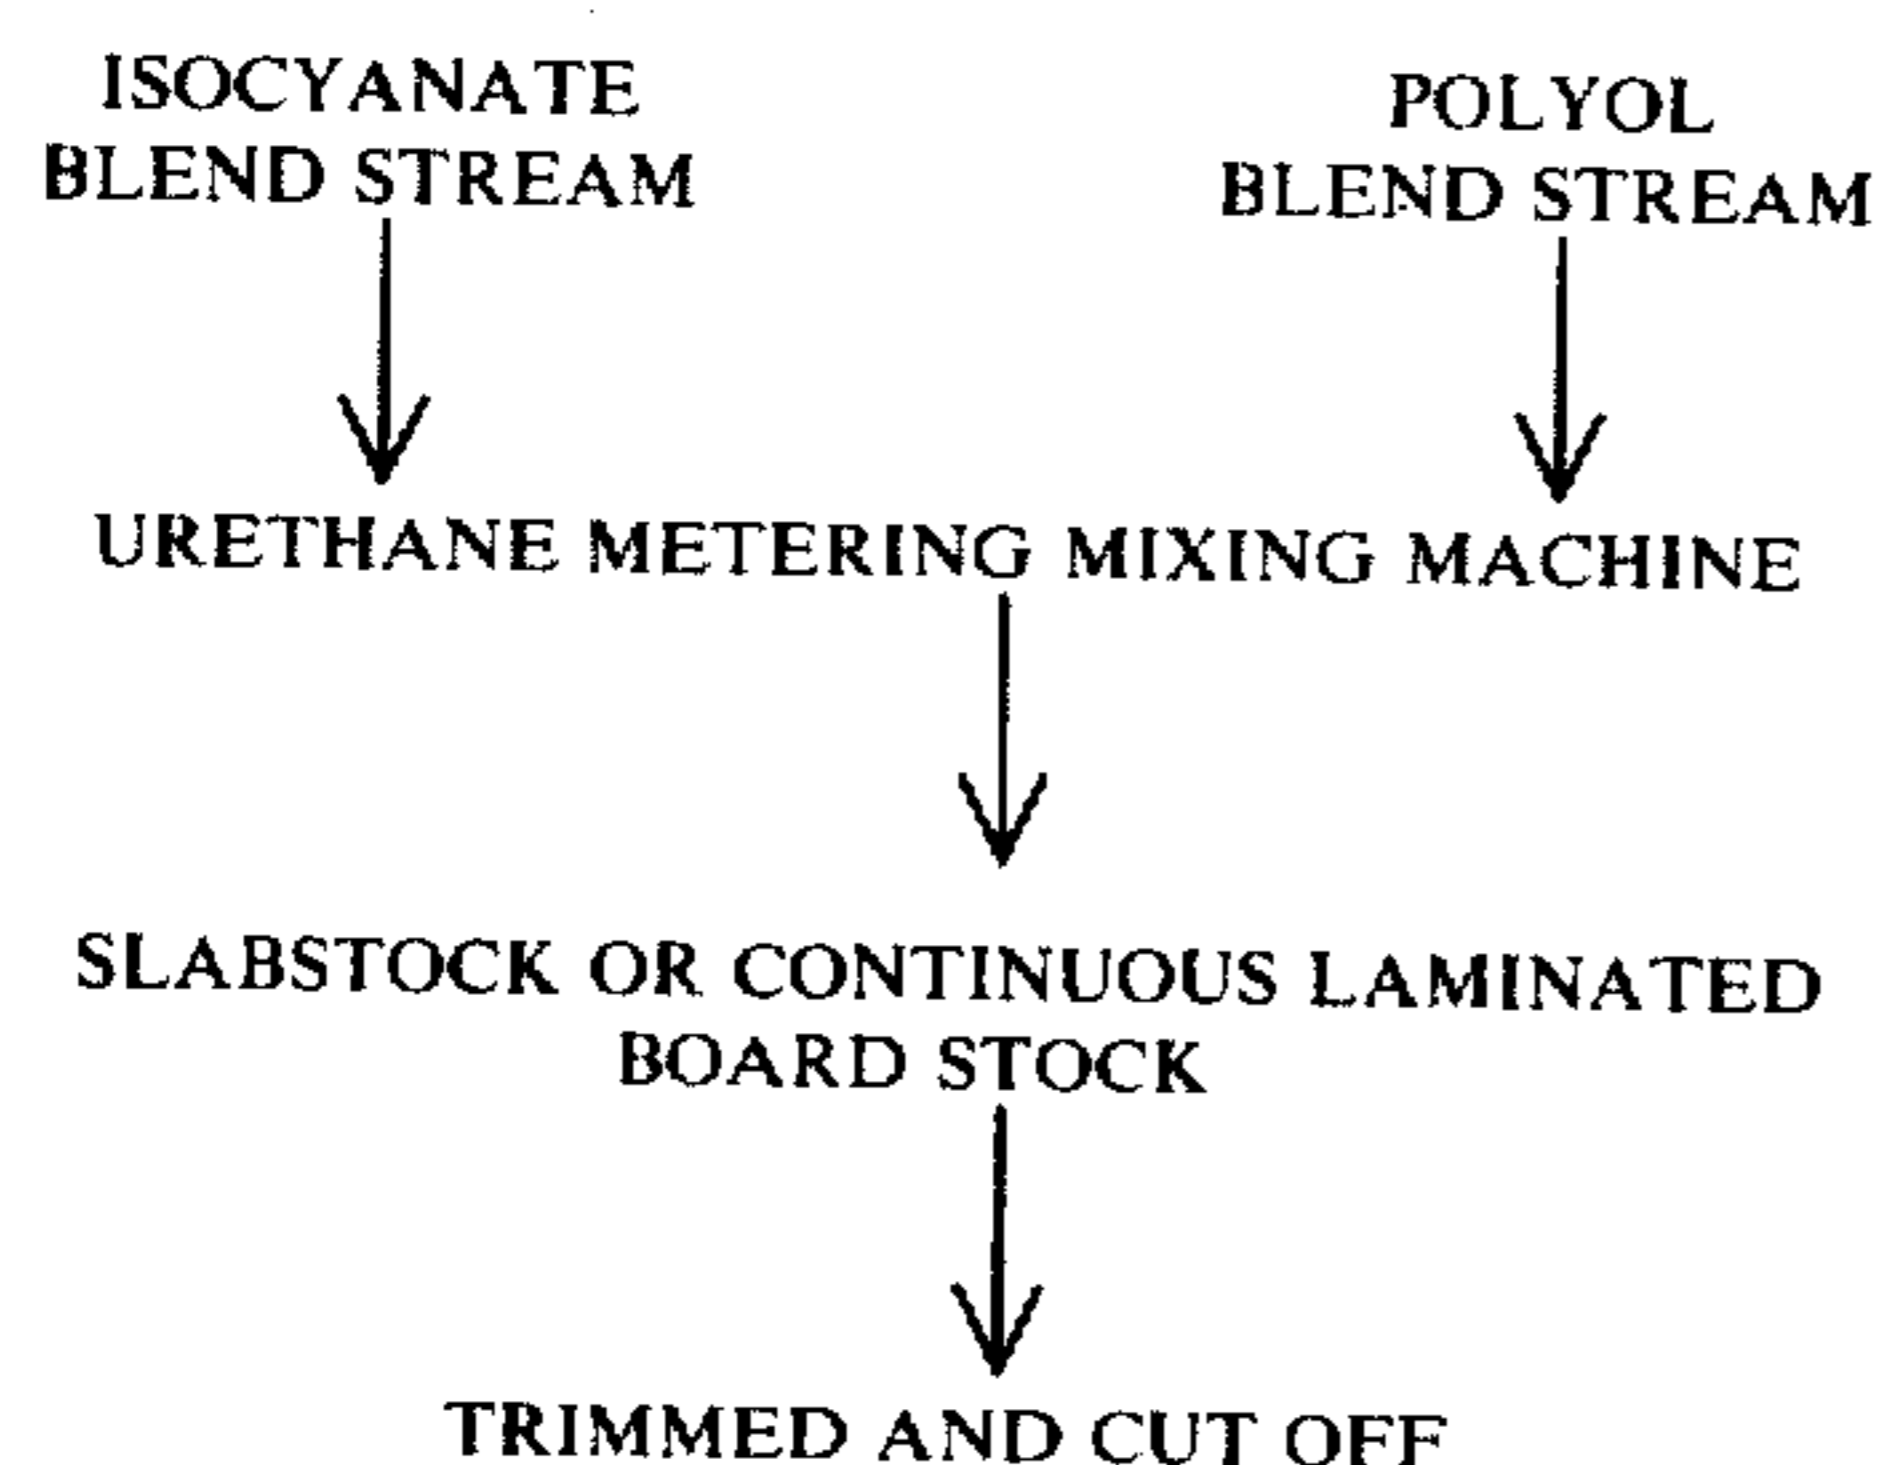 ISOCYANATE
BLEND STREAM
POLYOL
BLEND STREAM
URETHANE METERING MIXING MACHINE
SLABSTOCK OR CONTINUOUS LAMINATED
BOARD STOCK
TRIMMED AND CUT OFF